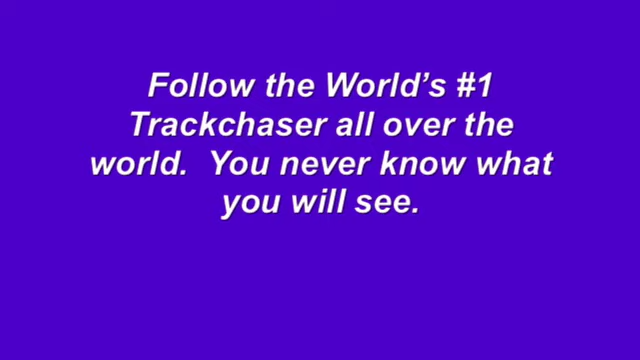 Follow the World’s #1
Trackchaser all over the
world.  You never know what
you will see.